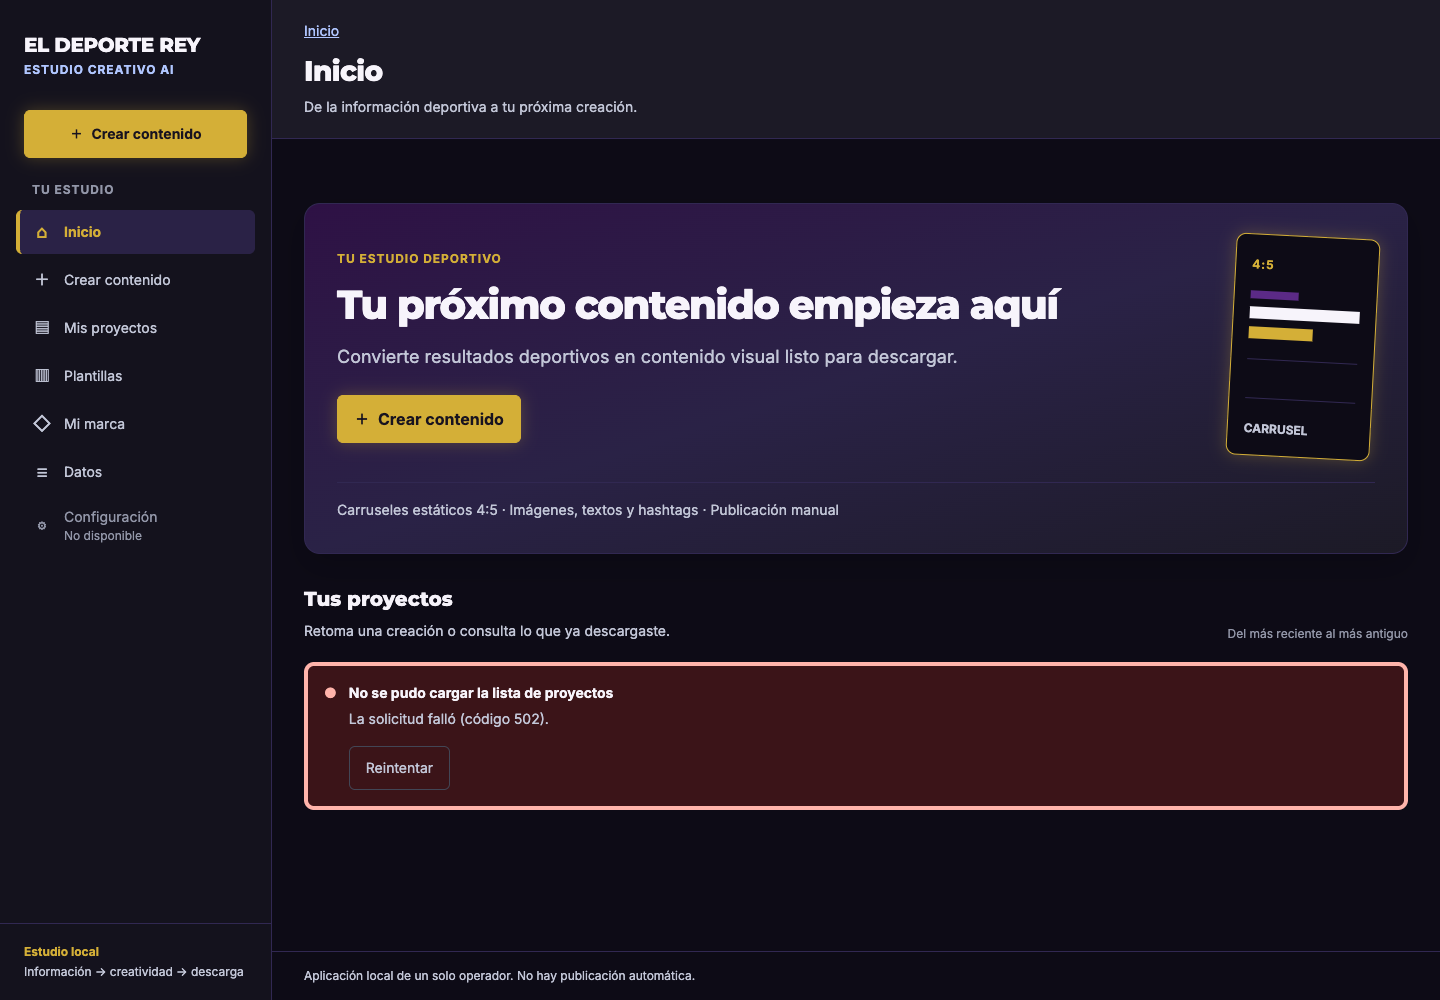 EL DEPORTE REY
ESTUDIO CREATIVO AI
+ Crear contenido
TU ESTUDIO
Inicio
Crear contenido
Mis proyectos
Plantillas
Mi marca
Datos
Configuración
No disponible
Estudio local
Información → creatividad → descarga
Inicio
Inicio
De la información deportiva a tu próxima creación.
TU ESTUDIO DEPORTIVO
Tu próximo contenido empieza aquí
Convierte resultados deportivos en contenido visual listo para descargar.
+ Crear contenido
4:5
CARRUSEL
Carruseles estáticos 4:5 · Imágenes, textos y hashtags · Publicación manual
Tus proyectos
Retoma una creación o consulta lo que ya descargaste.
Del más reciente al más antiguo
No se pudo cargar la lista de proyectos
La solicitud falló (código 502).
Reintentar
Aplicación local de un solo operador. No hay publicación automática.